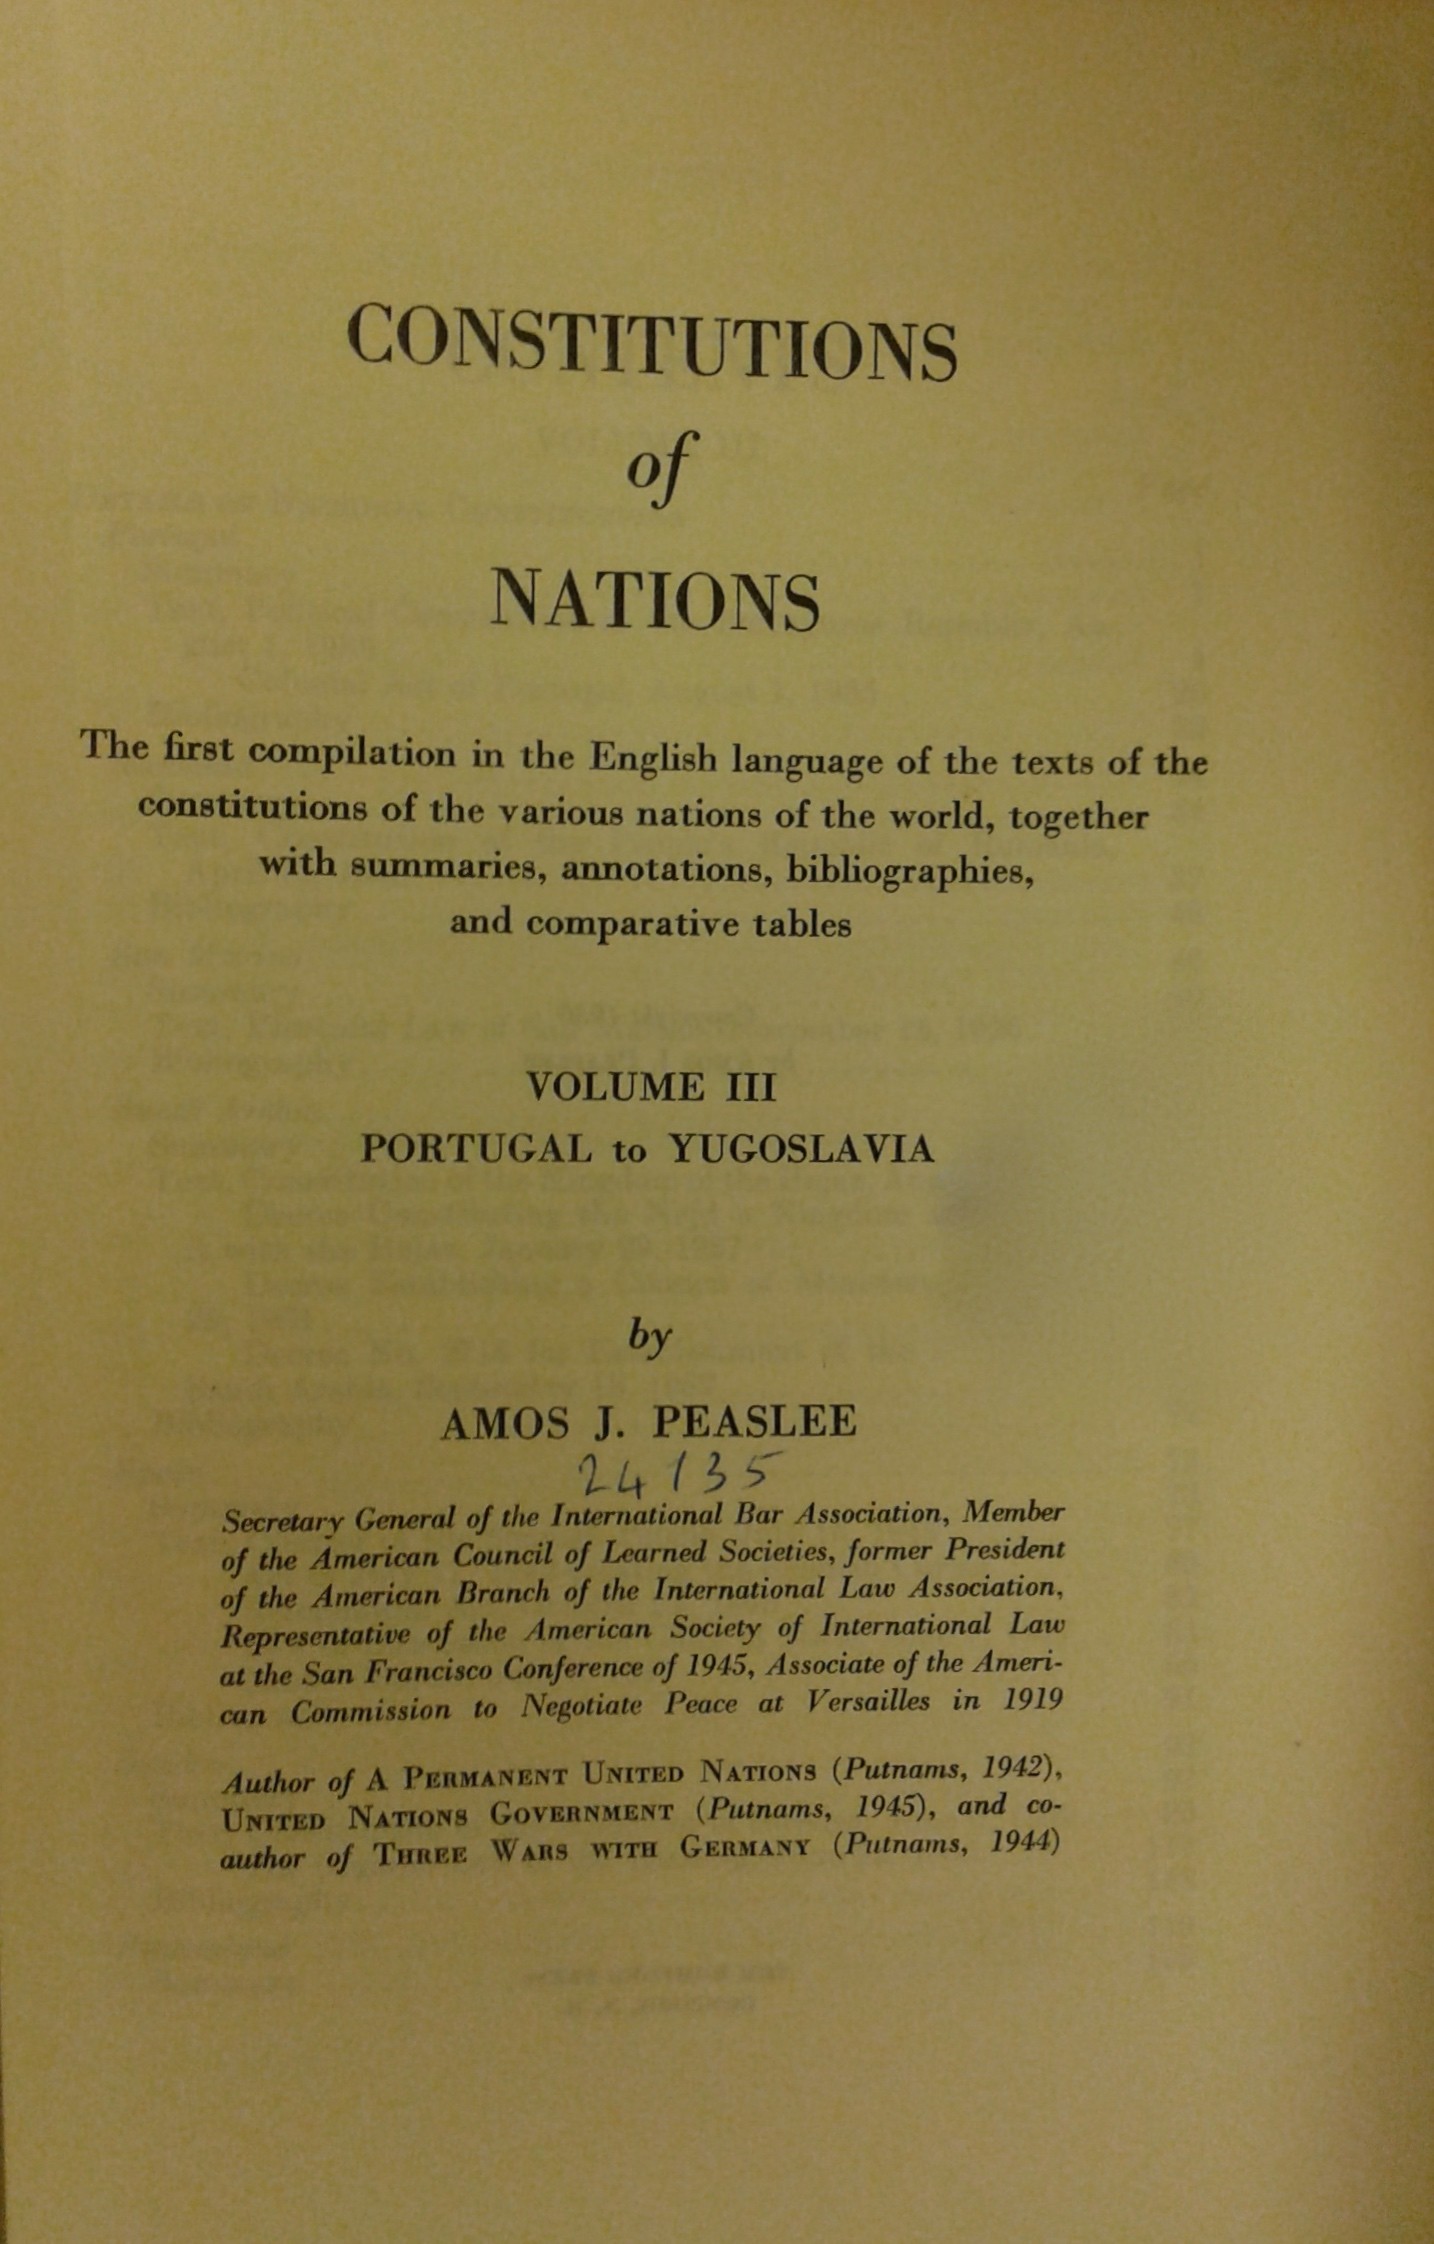 CONSTITUTIONS
of
NATIONS
The first compilation in the English language of the texts of the
constitutions of the various nations of the world, together
with summaries, annotations, bibliographies,
and comparative tables
VOLUME III
PORTUGAL to YUGOSLAVIA
by
AMOS J. PEASLEE
24135
Secretary General of the International Bar Association, Member
of the American Council of Learned Societies, former President
of the American Branch of the International Law Association,
Representative of the American Society of International Law
at the San Francisco Conference of 1945, Associate of the Ameri-
can Commission to Negotiate Peace at Versailles in 1919
Author of A PERMANENT UNITED NATIONS (Putnams, 1942),
UNITED NATIONS GOVERNMENT (Putnams, 1945), and co-
author of THREE WARS WITH GERMANY (Putnams, 1944)